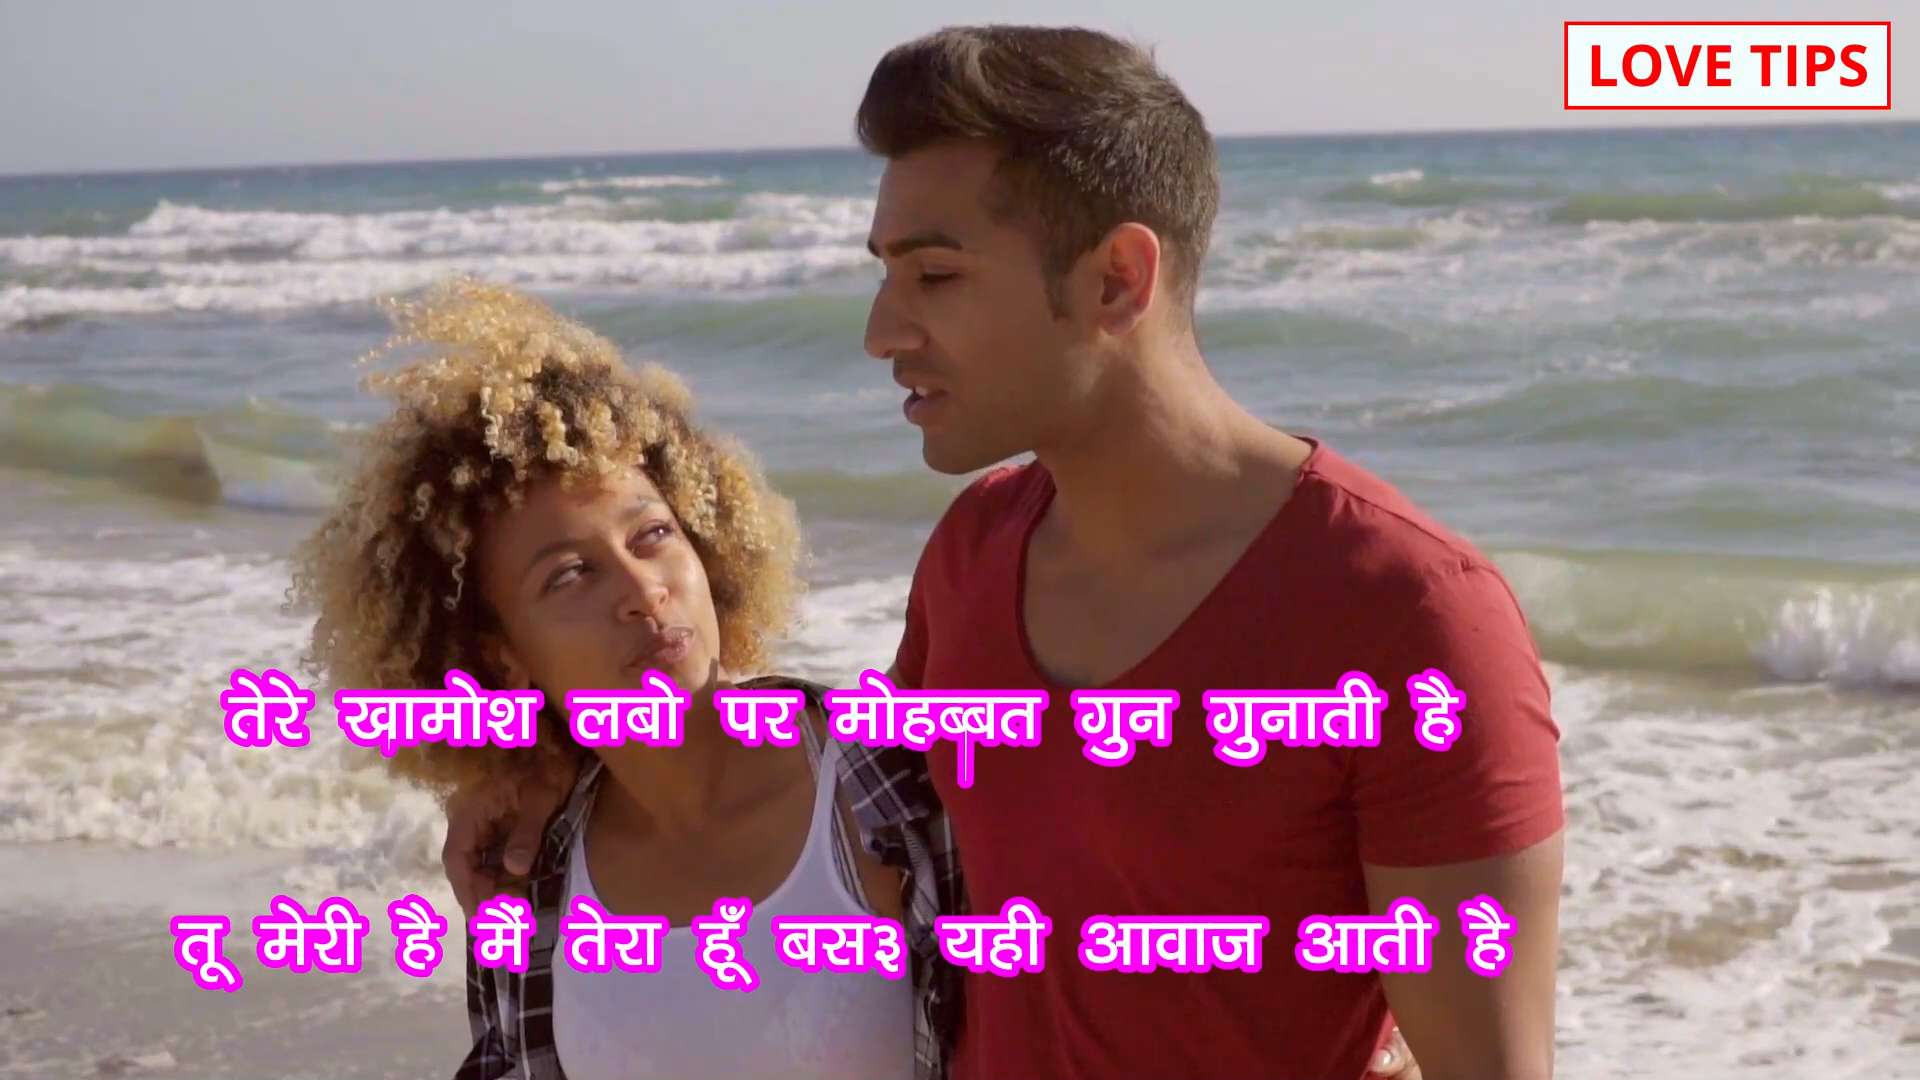 LOVE TIPS
तेरे खामोश लबो पर मोहब्बत गुन गुनाती है
तू मेरी है मैं तेरा हूँ बस३ यही आवाज आती है